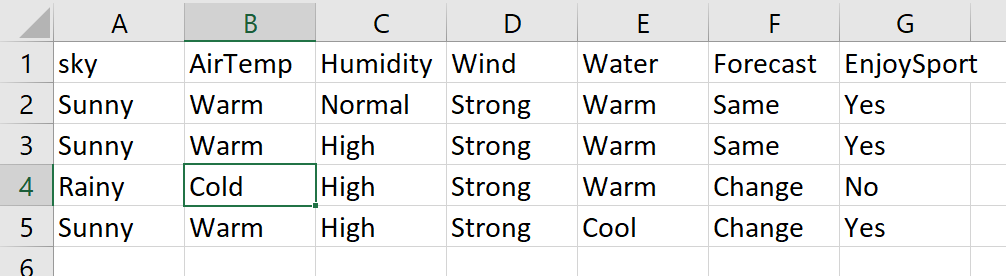 A B C D E F G
1 sky AirTemp Humidity Wind Water Forecast EnjoySport
2 Sunny Warm Normal Strong Warm Same Yes
3 Sunny Warm High Strong Warm Same Yes
4 Rainy Cold High Strong Warm Change No
5 Sunny Warm High Strong Cool Change Yes
6